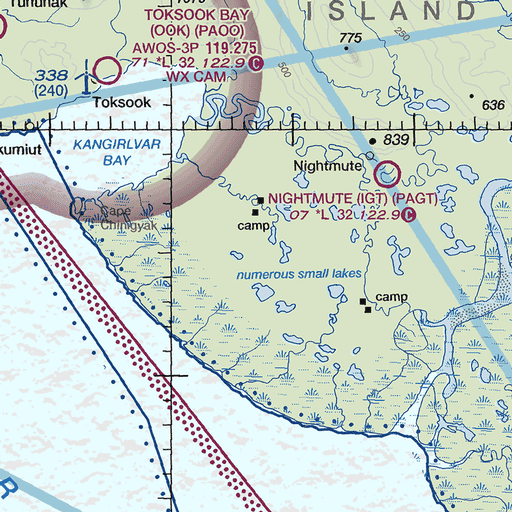 Tununak
ISLAND
TOKSOOK BAY
(OOK) (PAOO)
AWOS-3P 119.275
71 *L 32 122.9 C
WX CAM
775
500
338
(240)
Toksook
636
839
kumiut
KANGIRLVAR
BAY
Nightmute
Cape
Chingyak
NIGHTMUTE (IGT) (PAGT)
07 *L 32 122.9 C
camp
numerous small lakes
camp
R